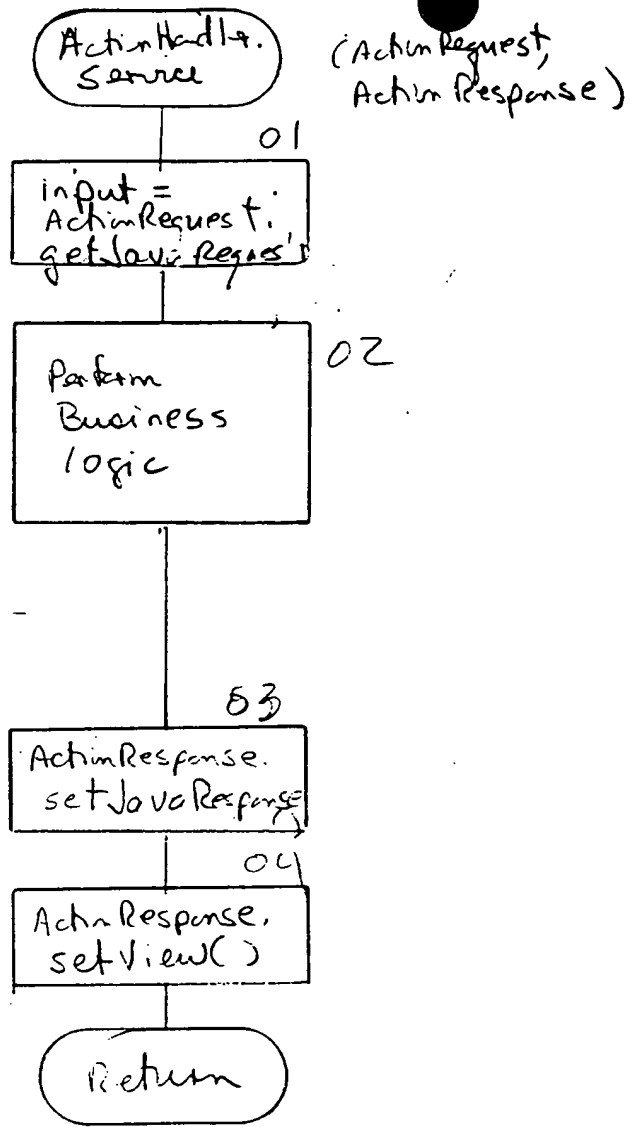 ActionHandler.
Service
(ActionRequest,
ActionResponse)
01
input =
ActionRequest.
getJavaRequest
02
Perform
Business
logic
03
ActionResponse.
setJavaResponse
()
04
ActionResponse.
setView()
Return